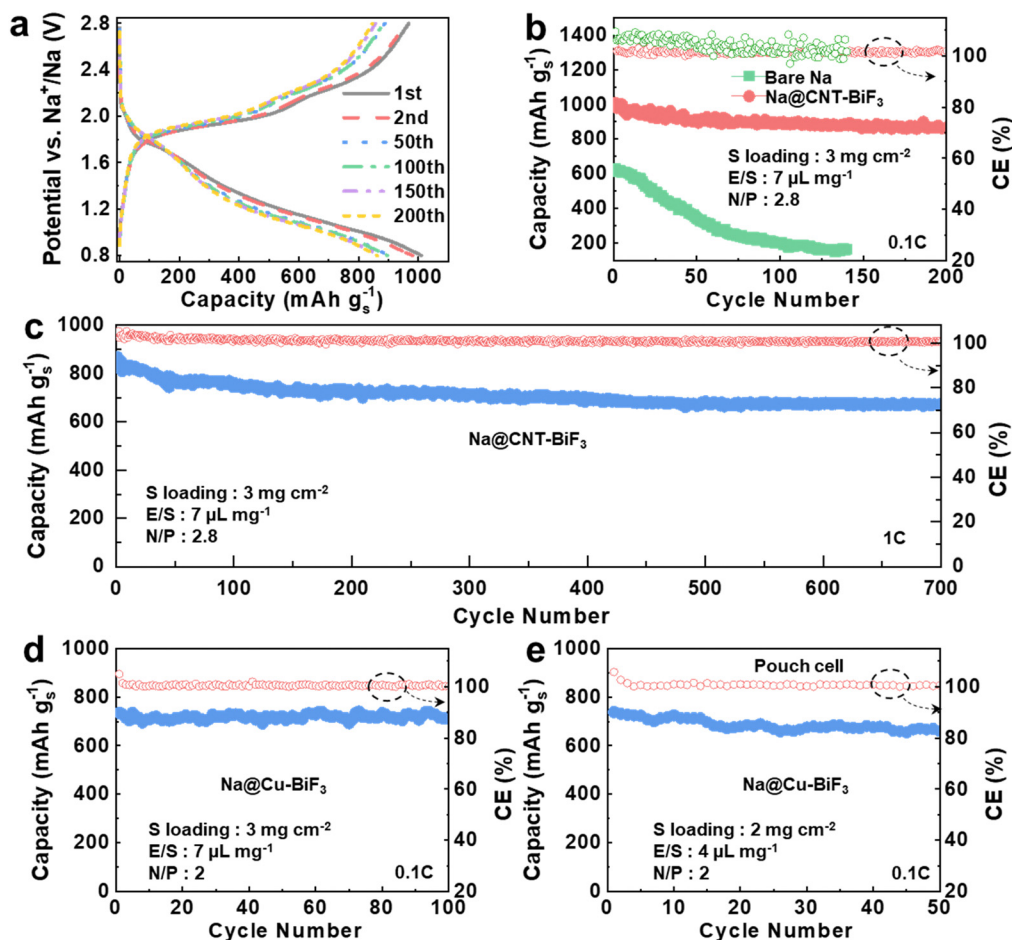 a
2.8
2.4
2.0
1.6
1.2
0.8
Potential vs. Na⁺/Na (V)
1st
2nd
50th
100th
150th
200th
0 200 400 600 800 1000
Capacity (mAh g_s⁻¹)
b
1400
1200
1000
800
600
400
200
Capacity (mAh g_s⁻¹)
Bare Na
Na@CNT-BiF₃
S loading : 3 mg cm⁻²
E/S : 7 µL mg⁻¹
N/P : 2.8
0.1C
100
80
60
40
20
CE (%)
0 50 100 150 200
Cycle Number
c
1000
800
600
400
200
0
Capacity (mAh g_s⁻¹)
Na@CNT-BiF₃
S loading : 3 mg cm⁻²
E/S : 7 µL mg⁻¹
N/P : 2.8
1C
100
80
60
40
20
0
CE (%)
0 100 200 300 400 500 600 700
Cycle Number
d
1000
800
600
400
200
0
Capacity (mAh g_s⁻¹)
Na@Cu-BiF₃
S loading : 3 mg cm⁻²
E/S : 7 µL mg⁻¹
N/P : 2
0.1C
100
80
60
40
20
CE (%)
0 20 40 60 80 100
Cycle Number
e
1000
800
600
400
200
0
Capacity (mAh g_s⁻¹)
Pouch cell
Na@Cu-BiF₃
S loading : 2 mg cm⁻²
E/S : 4 µL mg⁻¹
N/P : 2
0.1C
100
80
60
40
20
CE (%)
0 10 20 30 40 50
Cycle Number